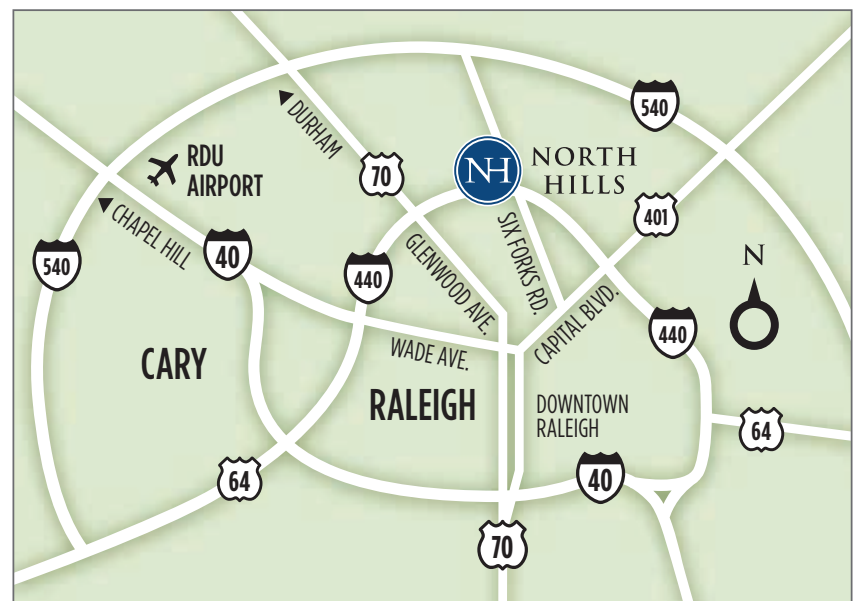 540
DURHAM
RDU
AIRPORT
70
NH
NORTH
HILLS
401
CHAPEL HILL
40
540
440
GLENWOOD AVE.
SIX FORKS RD.
N
CAPITAL BLVD.
440
WADE AVE.
CARY
RALEIGH
DOWNTOWN
RALEIGH
64
64
40
70